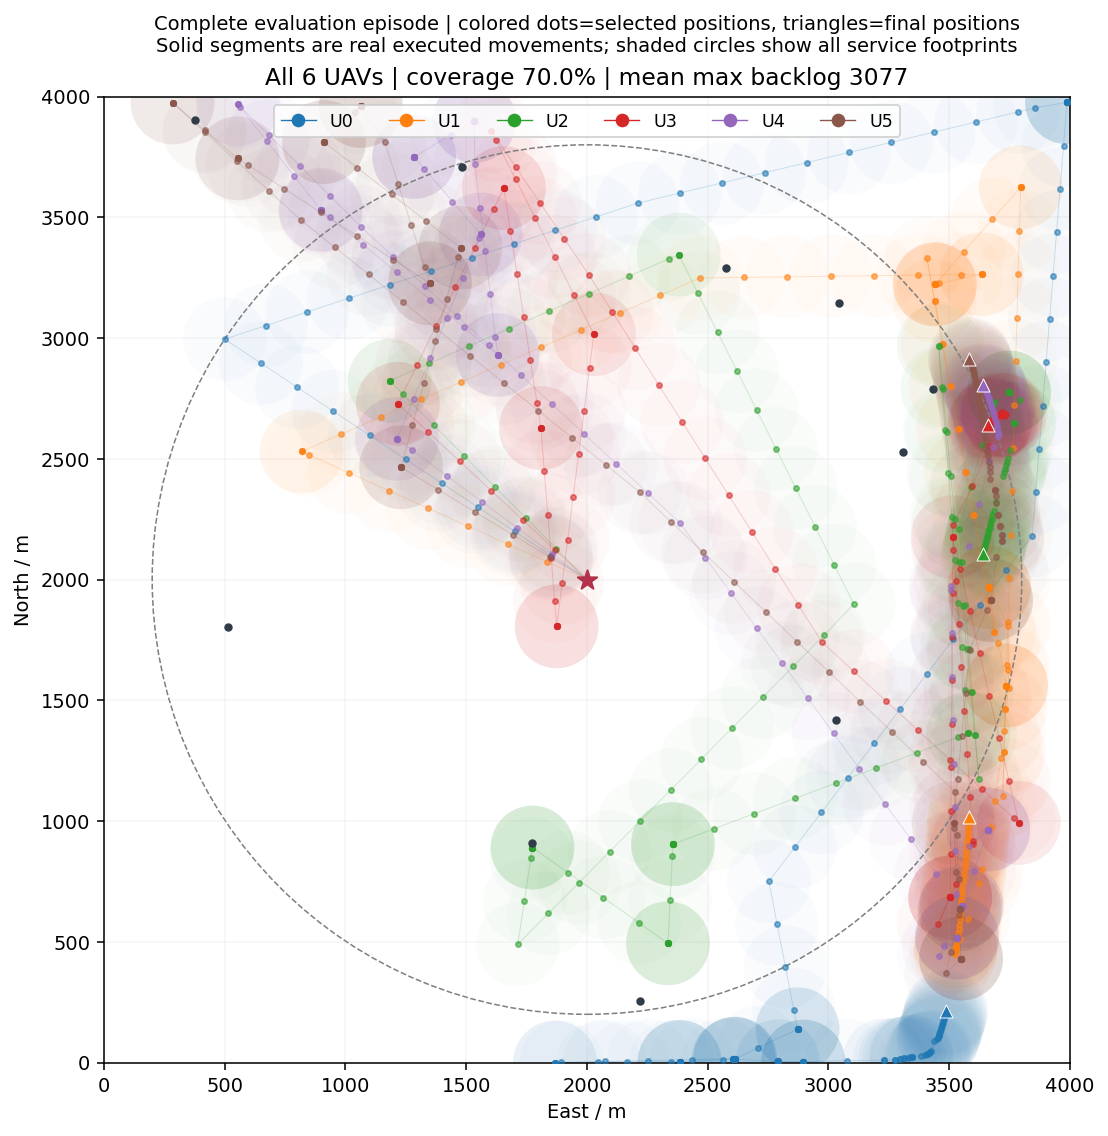 Complete evaluation episode | colored dots=selected positions, triangles=final positions
Solid segments are real executed movements; shaded circles show all service footprints
All 6 UAVs | coverage 70.0% | mean max backlog 3077
U0 U1 U2 U3 U4 U5
4000
3500
3000
2500
2000
1500
1000
500
0
North / m
0 500 1000 1500 2000 2500 3000 3500 4000
East / m